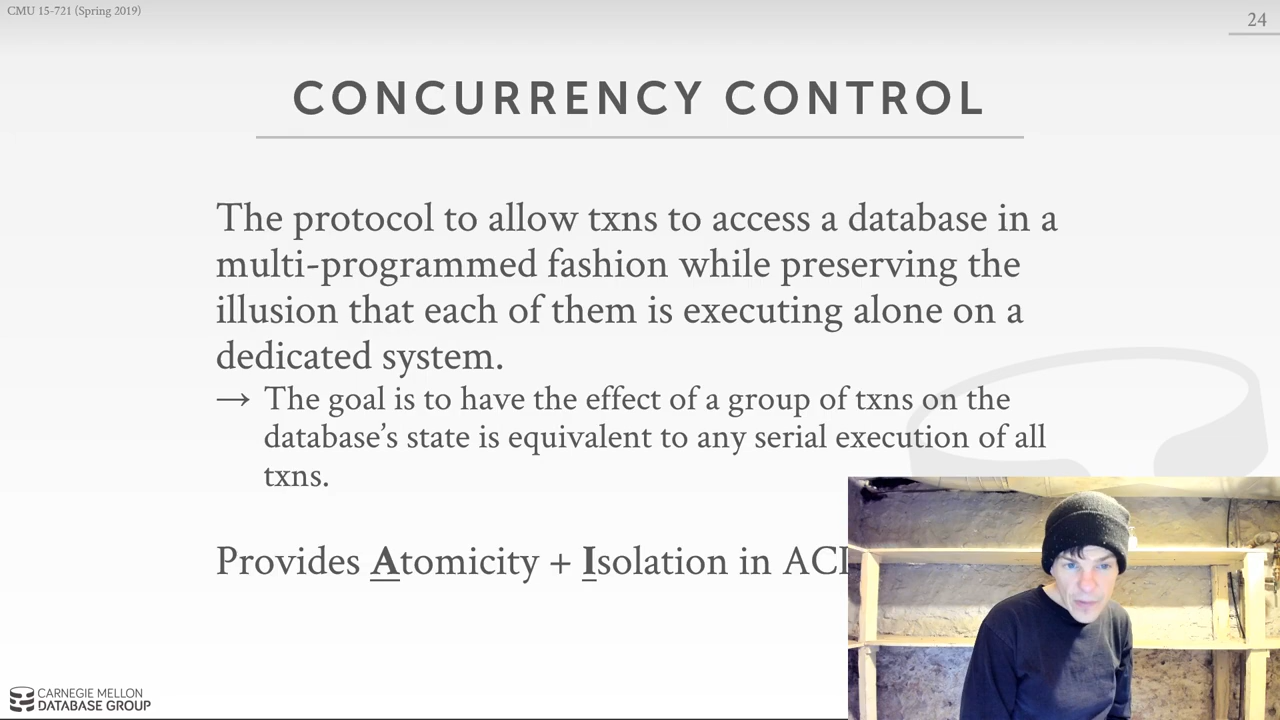 CMU 15-721 (Spring 2019)
24
CONCURRENCY CONTROL
The protocol to allow txns to access a database in a
multi-programmed fashion while preserving the
illusion that each of them is executing alone on a
dedicated system.
→ The goal is to have the effect of a group of txns on the
database’s state is equivalent to any serial execution of all
txns.
Provides Atomicity + Isolation in ACI
CARNEGIE MELLON
DATABASE GROUP